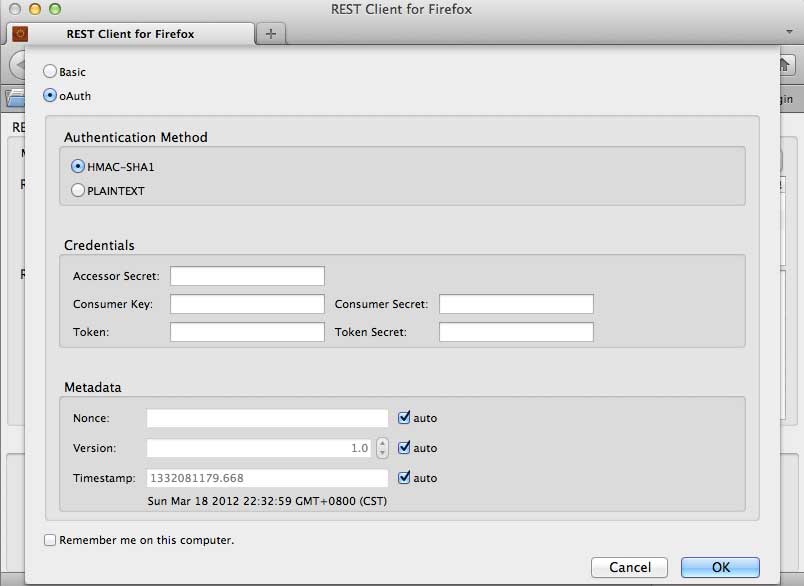 REST Client for Firefox
REST Client for Firefox
Basic
oAuth
Authentication Method
HMAC-SHA1
PLAINTEXT
Credentials
Accessor Secret:
Consumer Key: Consumer Secret:
Token: Token Secret:
Metadata
Nonce: auto
Version: 1.0 auto
Timestamp: 1332081179.668 auto
Sun Mar 18 2012 22:32:59 GMT+0800 (CST)
Remember me on this computer.
Cancel OK